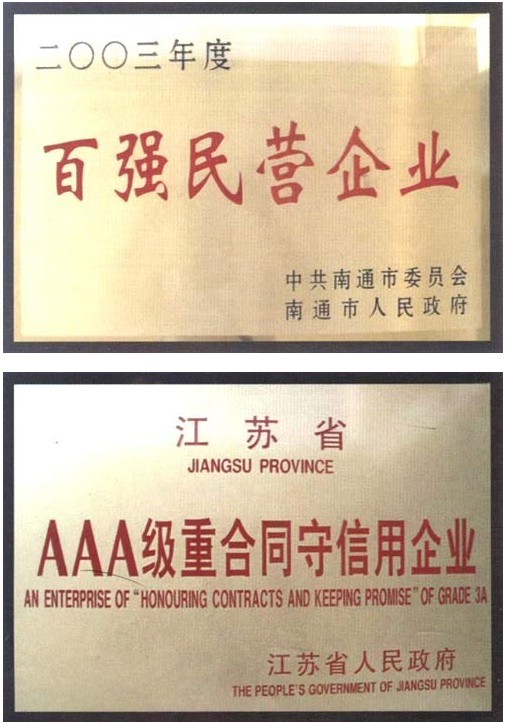 二〇〇三年度
百强民营企业
中共南通市委员会
南通市人民政府
江苏省
JIANGSU PROVINCE
AAA级重合同守信用企业
AN ENTERPRISE OF "HONOURING CONTRACTS AND KEEPING PROMISE" OF GRADE 3A
江苏省人民政府
THE PEOPLE'S GOVERNMENT OF JIANGSU PROVINCE